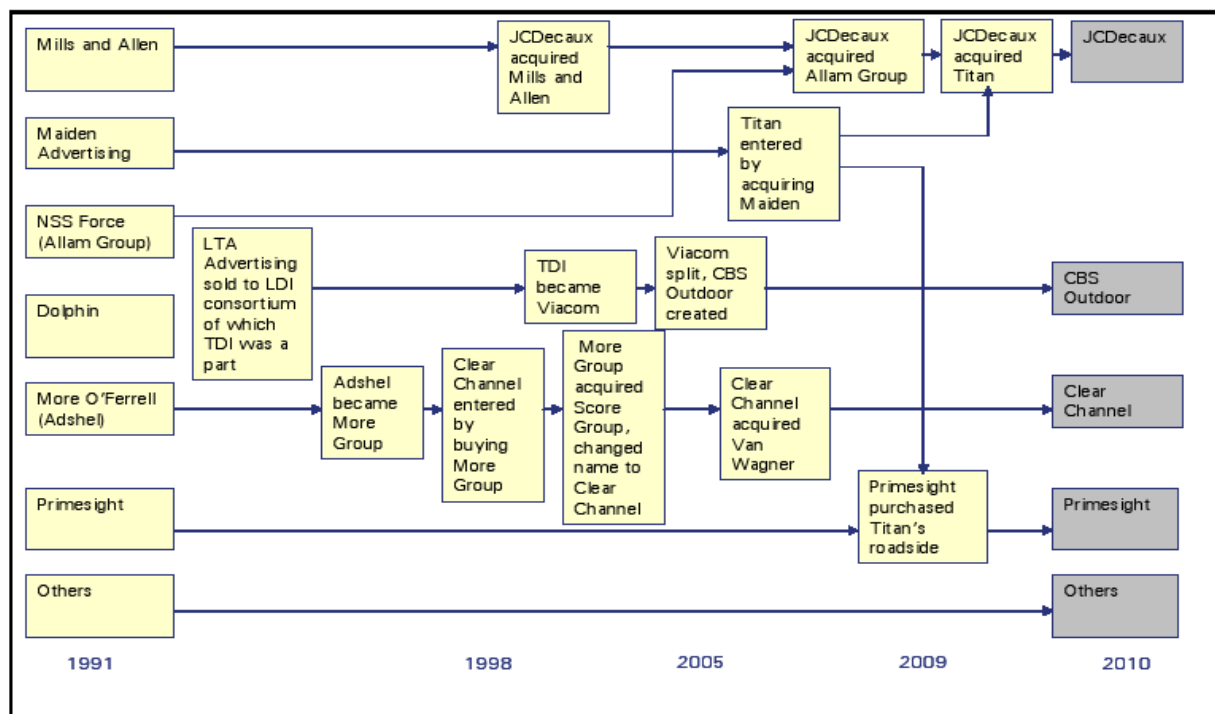 Mills and Allen
JCDecaux
acquired
Mills and
Allen
JCDecaux
acquired
Allam Group
JCDecaux
acquired
Titan
JCDecaux
Maiden
Advertising
Titan
entered
by
acquiring
Maiden
NSS Force
(Allam Group)
LTA
Advertising
sold to LDI
consortium
of which
TDI was a
part
TDI
became
Viacom
Viacom
split, CBS
Outdoor
created
CBS
Outdoor
Dolphin
More O'Ferrell
(Adshel)
Adshel
became
More
Group
Clear
Channel
entered
by
buying
More
Group
More
Group
acquired
Score
Group,
changed
name to
Clear
Channel
Clear
Channel
acquired
Van
Wagner
Clear
Channel
Primesight
Primesight
purchased
Titan's
roadside
Primesight
Others
Others
1991
1998
2005
2009
2010